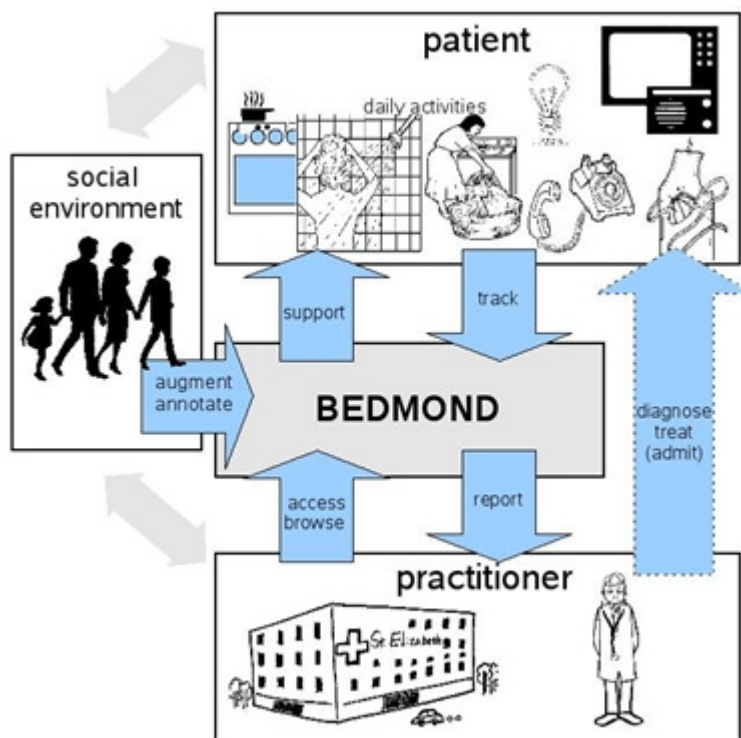 patient
daily activities
social
environment
support
track
augment
annotate
BEDMOND
diagnose
treat
(admit)
access
browse
report
practitioner
St. Elizabeth